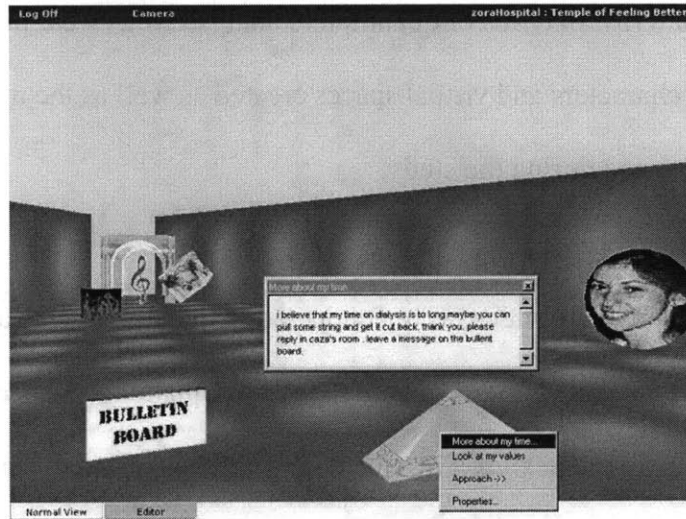 Log Off Camera zoraHospital : Temple of Feeling Better
More about my time
i believe that my time on dialysis is to long maybe you can
pull some string and get it cut back. thank you. please
reply in caza's room . leave a message on the bullent
board.
BULLETIN
BOARD
More about my time...
Look at my values
Approach ->>
Properties...
Normal View Editor